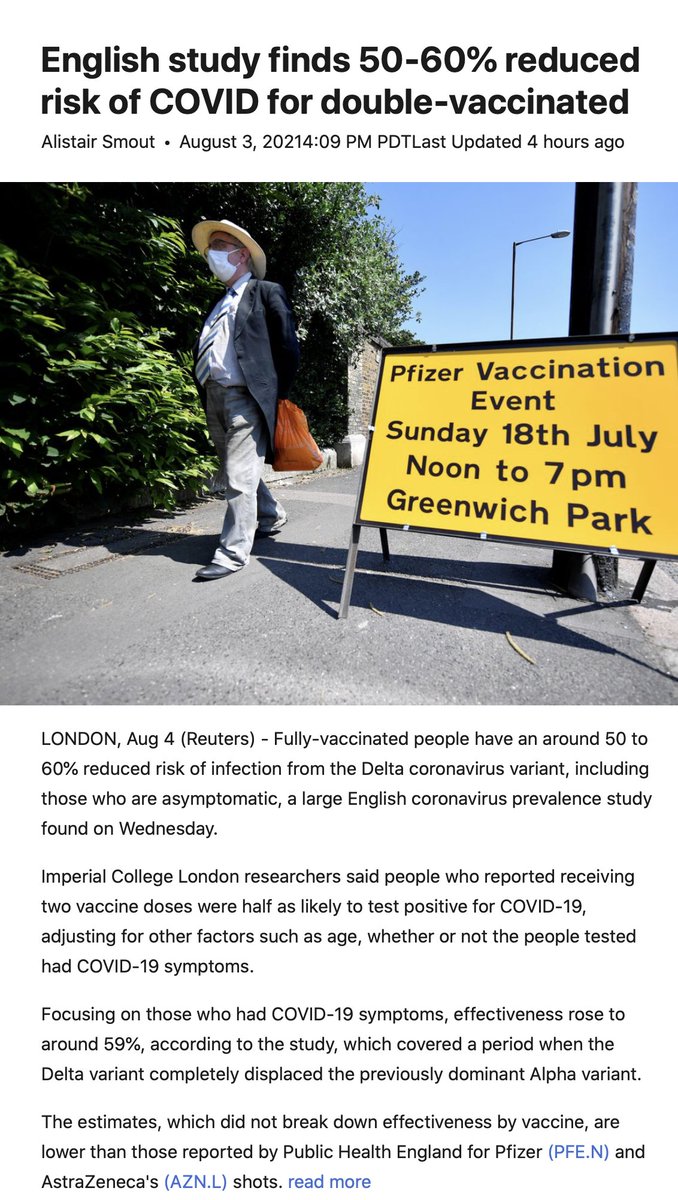 English study finds 50-60% reduced
risk of COVID for double-vaccinated
Alistair Smout • August 3, 20214:09 PM PDTLast Updated 4 hours ago
Pfizer Vaccination
Event
Sunday 18th July
Noon to 7pm
Greenwich Park
LONDON, Aug 4 (Reuters) - Fully-vaccinated people have an around 50 to
60% reduced risk of infection from the Delta coronavirus variant, including
those who are asymptomatic, a large English coronavirus prevalence study
found on Wednesday.
Imperial College London researchers said people who reported receiving
two vaccine doses were half as likely to test positive for COVID-19,
adjusting for other factors such as age, whether or not the people tested
had COVID-19 symptoms.
Focusing on those who had COVID-19 symptoms, effectiveness rose to
around 59%, according to the study, which covered a period when the
Delta variant completely displaced the previously dominant Alpha variant.
The estimates, which did not break down effectiveness by vaccine, are
lower than those reported by Public Health England for Pfizer (PFE.N) and
AstraZeneca's (AZN.L) shots. read more